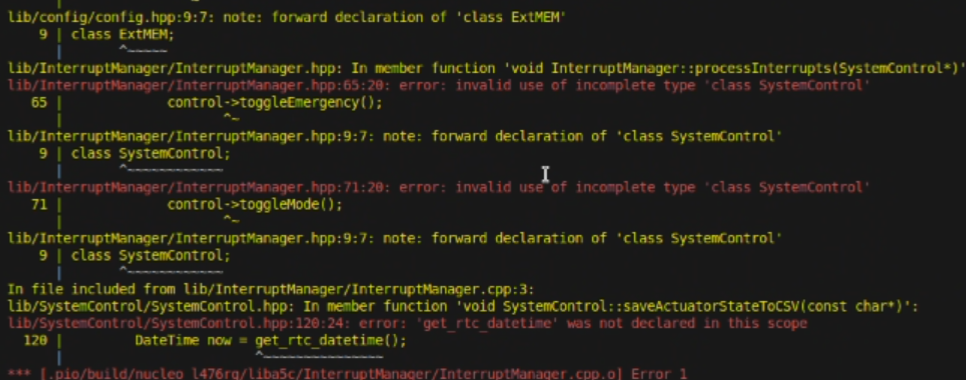 lib/config/config.hpp:9:7: note: forward declaration of 'class ExtMEM'
9 | class ExtMEM;
| ^~~~~~
lib/InterruptManager/InterruptManager.hpp: In member function 'void InterruptManager::processInterrupts(SystemControl*)'
lib/InterruptManager/InterruptManager.hpp:65:20: error: invalid use of incomplete type 'class SystemControl'
65 | control->toggleEmergency();
| ^~
lib/InterruptManager/InterruptManager.hpp:9:7: note: forward declaration of 'class SystemControl'
9 | class SystemControl;
| ^~~~~~~~~~~~~
lib/InterruptManager/InterruptManager.hpp:71:20: error: invalid use of incomplete type 'class SystemControl'
71 | control->toggleMode();
| ^~
lib/InterruptManager/InterruptManager.hpp:9:7: note: forward declaration of 'class SystemControl'
9 | class SystemControl;
| ^~~~~~~~~~~~~
In file included from lib/InterruptManager/InterruptManager.cpp:3:
lib/SystemControl/SystemControl.hpp: In member function 'void SystemControl::saveActuatorStateToCSV(const char*)':
lib/SystemControl/SystemControl.hpp:120:24: error: 'get_rtc_datetime' was not declared in this scope
120 | DateTime now = get_rtc_datetime();
| ^~~~~~~~~~~~~~~~
*** [.pio/build/nucleo_l476rg/liba5c/InterruptManager/InterruptManager.cpp.o] Error 1